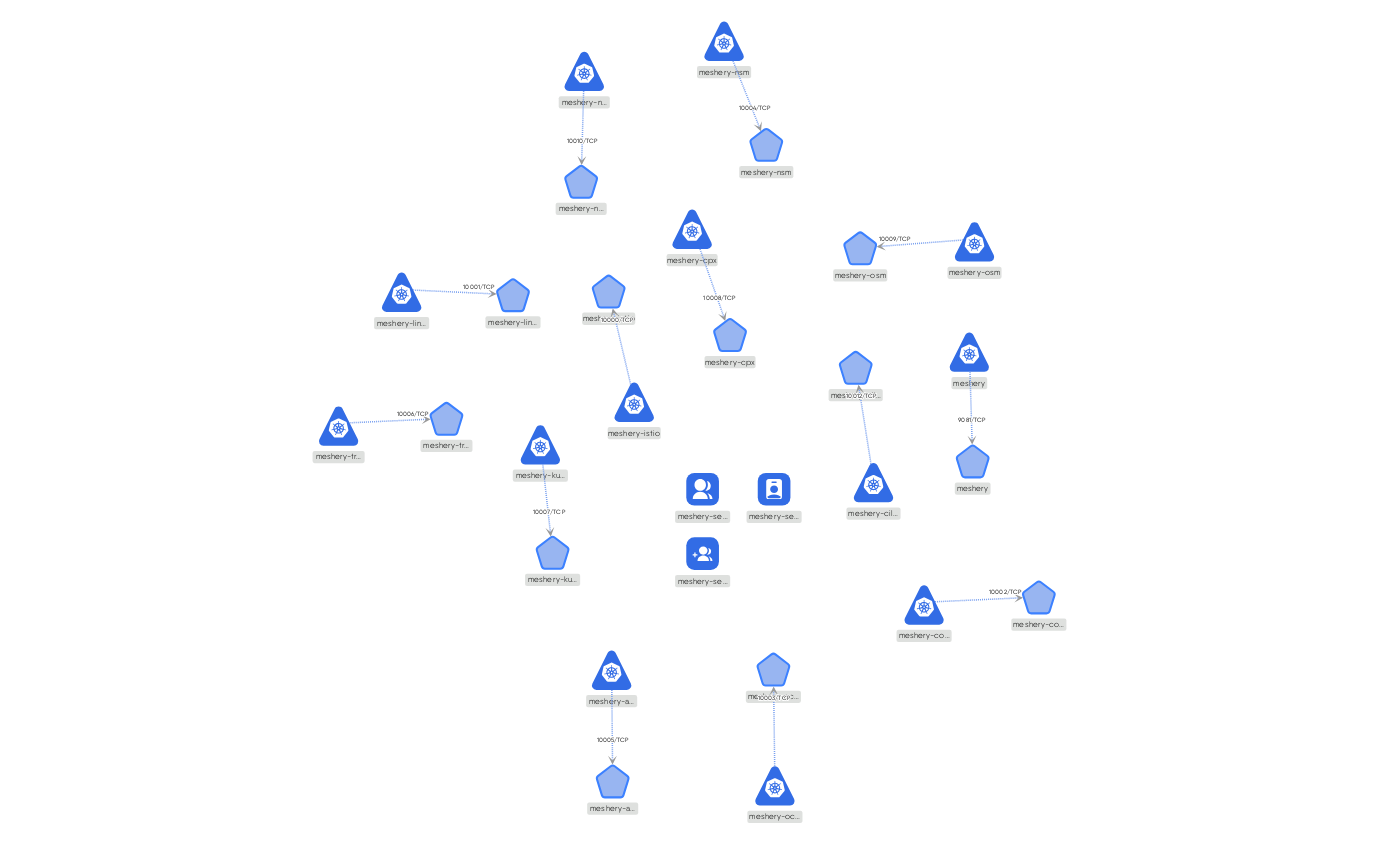 meshery-nsm
10004/TCP
meshery-nsm
meshery-n...
10010/TCP
meshery-n...
meshery-cpx
10008/TCP
meshery-cpx
10009/TCP
meshery-osm
meshery-osm
10001/TCP
meshery-lin...
meshery-lin...
10000/TCP
meshery-istio
meshery
9081/TCP
meshery
10012/TCP
meshery-cil...
10006/TCP
meshery-tr...
meshery-tr...
meshery-ku...
10007/TCP
meshery-ku...
meshery-se...
meshery-se...
meshery-se...
10002/TCP
meshery-co...
meshery-co...
meshery-a...
10005/TCP
meshery-a...
10003/TCP
meshery-oc...